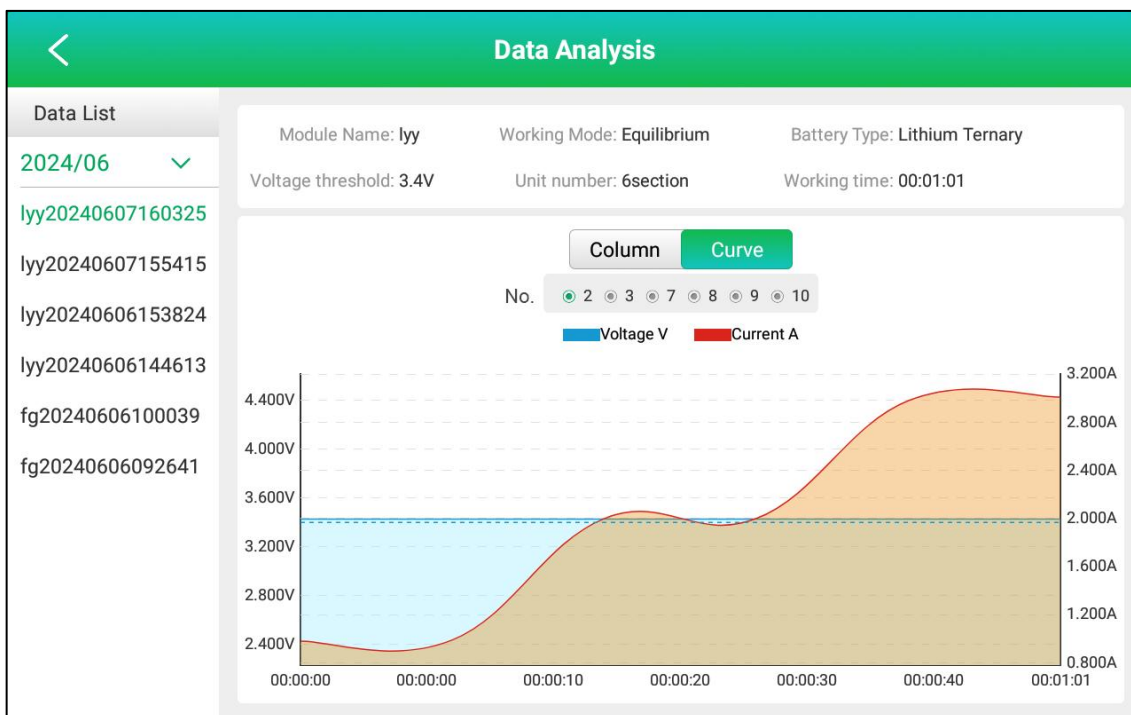 Data Analysis
Data List
2024/06
lyy20240607160325
lyy20240607155415
lyy20240606153824
lyy20240606144613
fg20240606100039
fg20240606092641
Module Name: lyy Working Mode: Equilibrium Battery Type: Lithium Ternary
Voltage threshold: 3.4V Unit number: 6section Working time: 00:01:01
Column Curve
No. 2 3 7 8 9 10
Voltage V Current A
4.400V
4.000V
3.600V
3.200V
2.800V
2.400V
3.200A
2.800A
2.400A
2.000A
1.600A
1.200A
0.800A
00:00:00 00:00:00 00:00:10 00:00:20 00:00:30 00:00:40 00:01:01